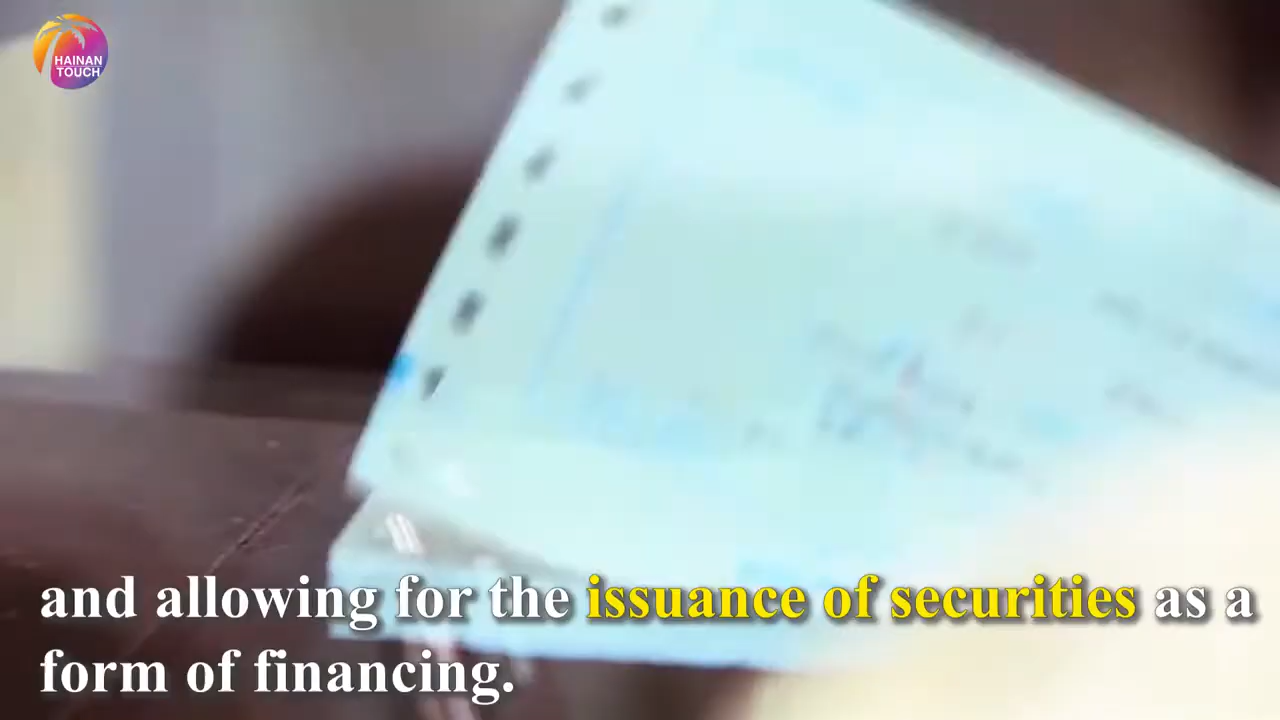 HAINAN
TOUCH
and allowing for the issuance of securities as a
form of financing.